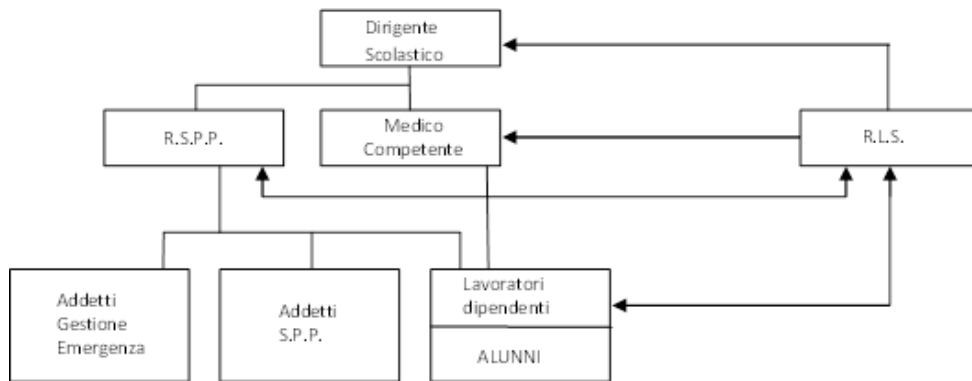 Dirigente
Scolastico
R.S.P.P.
Medico
Competente
R.L.S.
Addetti
Gestione
Emergenza
Addetti
S.P.P.
Lavoratori
dipendenti
ALUNNI